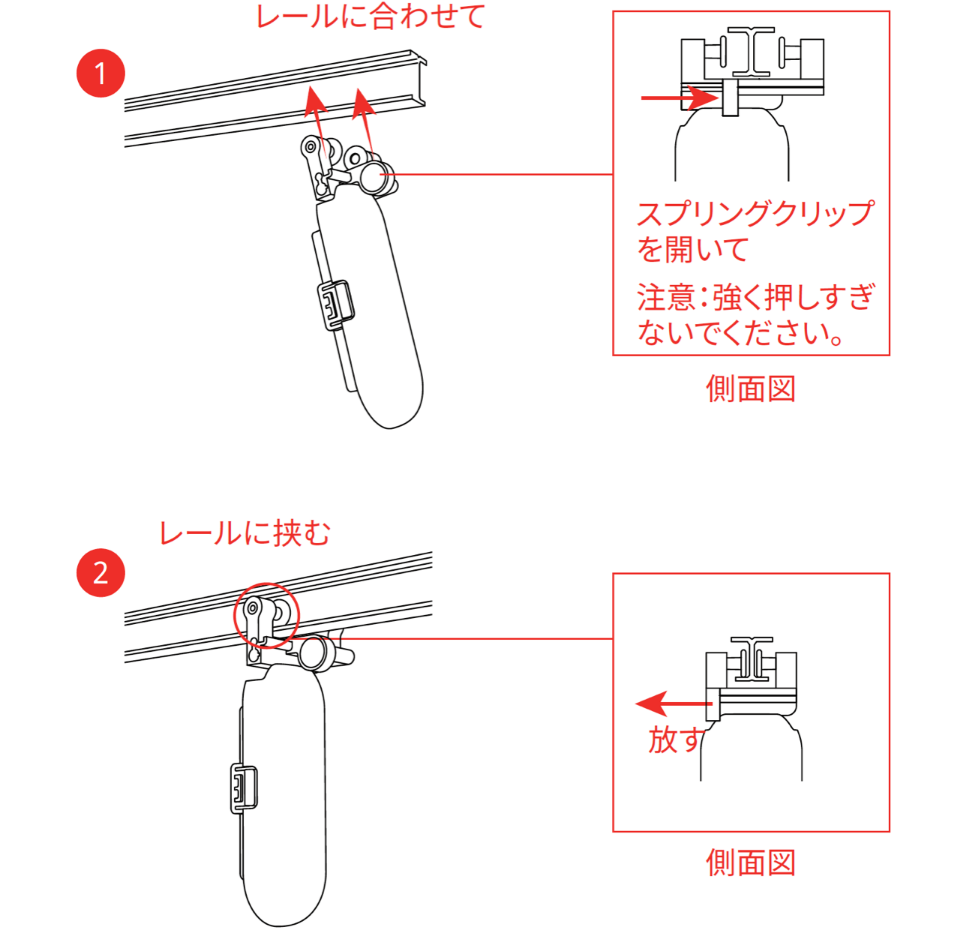 レールに合わせて
1
スプリングクリップ
を開いて
注意：強く押しすぎ
ないでください。
側面図
レールに挟む
2
放す
側面図